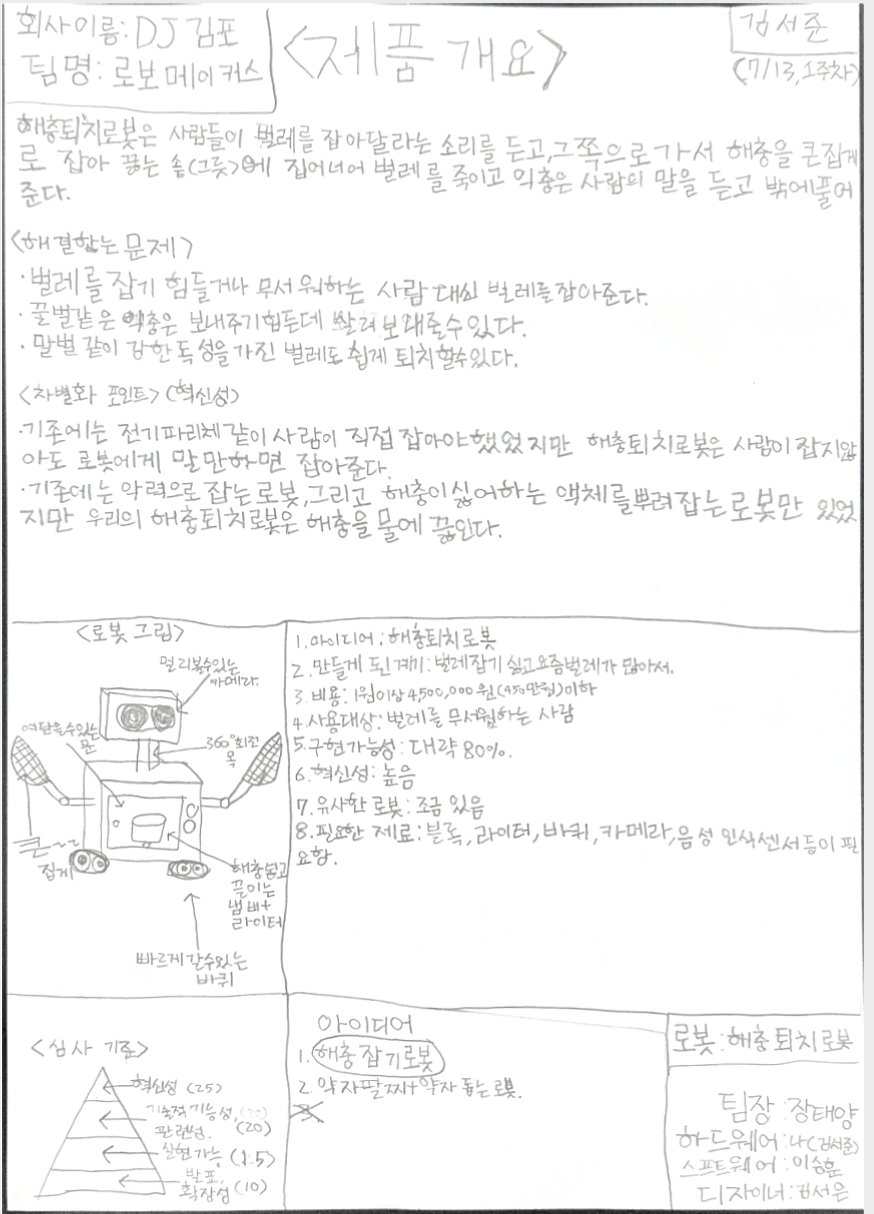 회사이름: DJ 김포
팀명: 로보메이커스
<제품 개요>
김서준
(7/13, 1주차)
해충퇴치로봇은 사람들이 벌레를 잡아달라는 소리를 듣고, 그쪽으로 가서 해충을 큰집게
로 잡아 끓는 솥(그릇)에 집어너어 벌레를 죽이고 익충은 사람의 말을 듣고 밖에풀어
준다.
<해결합는 문제>
· 벌레를 잡기 힘들거나 무서워하는 사람 대신 벌레를잡아준다.
· 꿀벌같은 익충은 보내주기힘든데 살려보내줄수있다.
· 말벌 같이 강한독성을가진 벌레도 쉽게 퇴치할수있다.
<차별화 포인트> (혁신성)
·기존에는 전기파리채같이 사람이 직접 잡아야했었지만 해충퇴치로봇은 사람이 잡지않
아도 로봇에게 말만하면 잡아준다.
·기존에는 악력으로 잡는로봇, 그리고 해충이싫어하는 액체를뿌려잡는로봇만 있었
지만 우리의 해충퇴치로봇은 해충을 물에 끓인다.
<로봇 그림>
멀리볼수있는
카메라.
여닫을수있는
문
360°회전
목
큰~~
집게
해충넣고
끓이는
냄비+
라이터
빠르게 갈수있는
바퀴
1. 아이디어 : 해충퇴치로봇
2. 만들게 된 계기: 벌레잡기 싫고요즘벌레가 많아서.
3. 비용: 1원이상 4,500,000원(450만원)이하
4. 사용대상: 벌레를 무서워하는 사람
5. 구현가능성: 대략 80%.
6. 혁신성: 높음
7. 유사한 로봇: 조금 있음
8. 필요한 제료: 블록, 라이터, 바퀴, 카메라, 음성 인식센서등이 필
요함.
<심사 기준>
혁신성 (25)
기술적기능성,
관련성. (20)
실현가능, (15)
발표,
확장성 (10)
아이디어
1. 해충 잡기로봇
2. 약자팔찌+약자 돕는로봇.
로봇:해충퇴치로봇
팀장:장태양
하드웨어:나(김서준)
스프트웨어:이승훈
디자이너:김서은